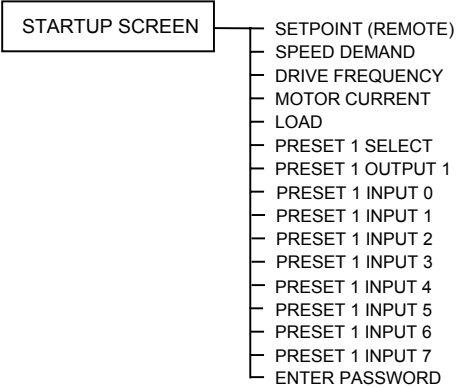 STARTUP SCREEN
SETPOINT (REMOTE)
SPEED DEMAND
DRIVE FREQUENCY
MOTOR CURRENT
LOAD
PRESET 1 SELECT
PRESET 1 OUTPUT 1
PRESET 1 INPUT 0
PRESET 1 INPUT 1
PRESET 1 INPUT 2
PRESET 1 INPUT 3
PRESET 1 INPUT 4
PRESET 1 INPUT 5
PRESET 1 INPUT 6
PRESET 1 INPUT 7
ENTER PASSWORD